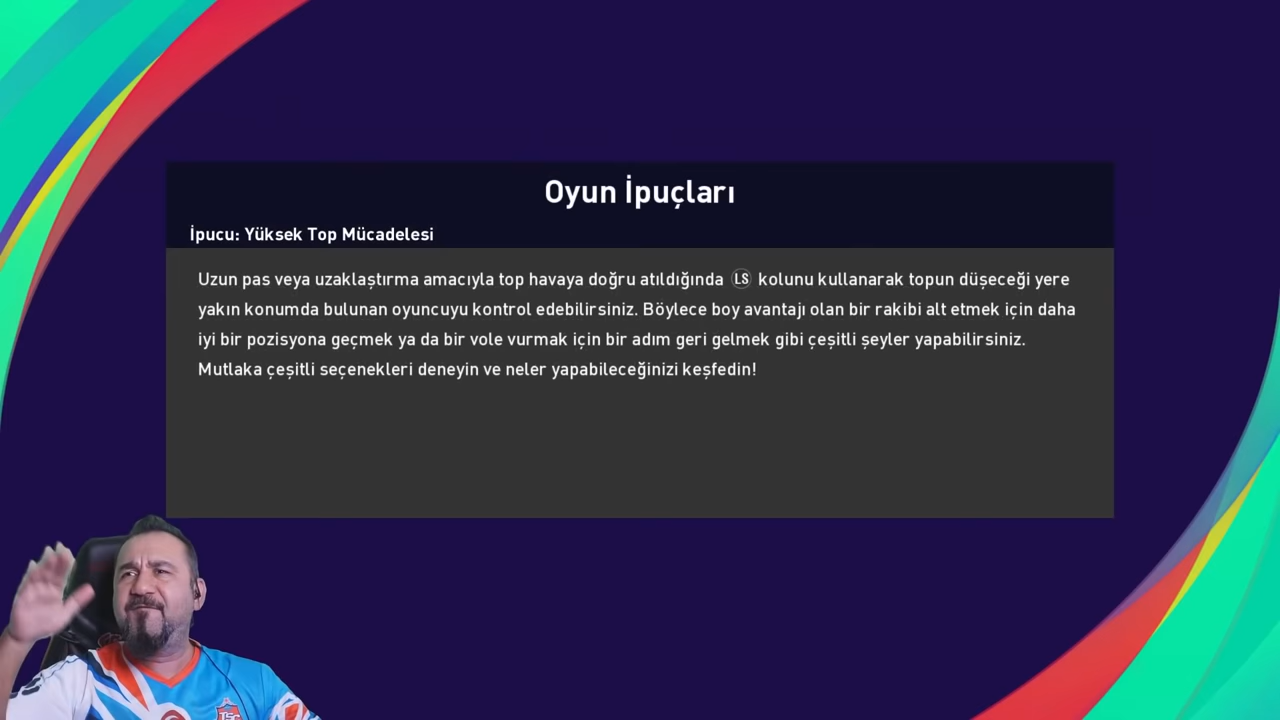 Oyun İpuçları
İpucu: Yüksek Top Mücadelesi
Uzun pas veya uzaklaştırma amacıyla top havaya doğru atıldığında LS kolunu kullanarak topun düşeceği yere
yakın konumda bulunan oyuncuyu kontrol edebilirsiniz. Böylece boy avantajı olan bir rakibi alt etmek için daha
iyi bir pozisyona geçmek ya da bir vole vurmak için bir adım geri gelmek gibi çeşitli şeyler yapabilirsiniz.
Mutlaka çeşitli seçenekleri deneyin ve neler yapabileceğinizi keşfedin!